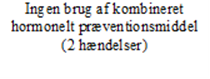 Ingen brug af kombineret
hormonelt præventionsmiddel
(2 hændelser)